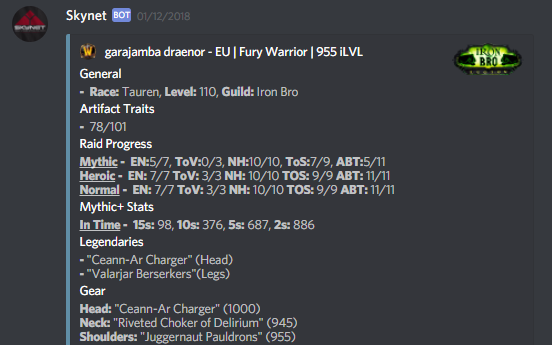 SKYNET
Skynet BOT 01/12/2018
garajamba draenor - EU | Fury Warrior | 955 iLVL
IRON BRO
General
- Race: Tauren, Level: 110, Guild: Iron Bro
Artifact Traits
- 78/101
Raid Progress
Mythic - EN:5/7, ToV:0/3, NH:10/10, ToS:7/9, ABT:5/11
Heroic - EN: 7/7 ToV: 3/3 NH: 10/10 TOS: 9/9 ABT: 11/11
Normal - EN: 7/7 ToV: 3/3 NH: 10/10 TOS: 9/9 ABT: 11/11
Mythic+ Stats
In Time - 15s: 98, 10s: 376, 5s: 687, 2s: 886
Legendaries
- "Ceann-Ar Charger" (Head)
- "Valarjar Berserkers"(Legs)
Gear
Head: "Ceann-Ar Charger" (1000)
Neck: "Riveted Choker of Delirium" (945)
Shoulders: "Juggernaut Pauldrons" (955)